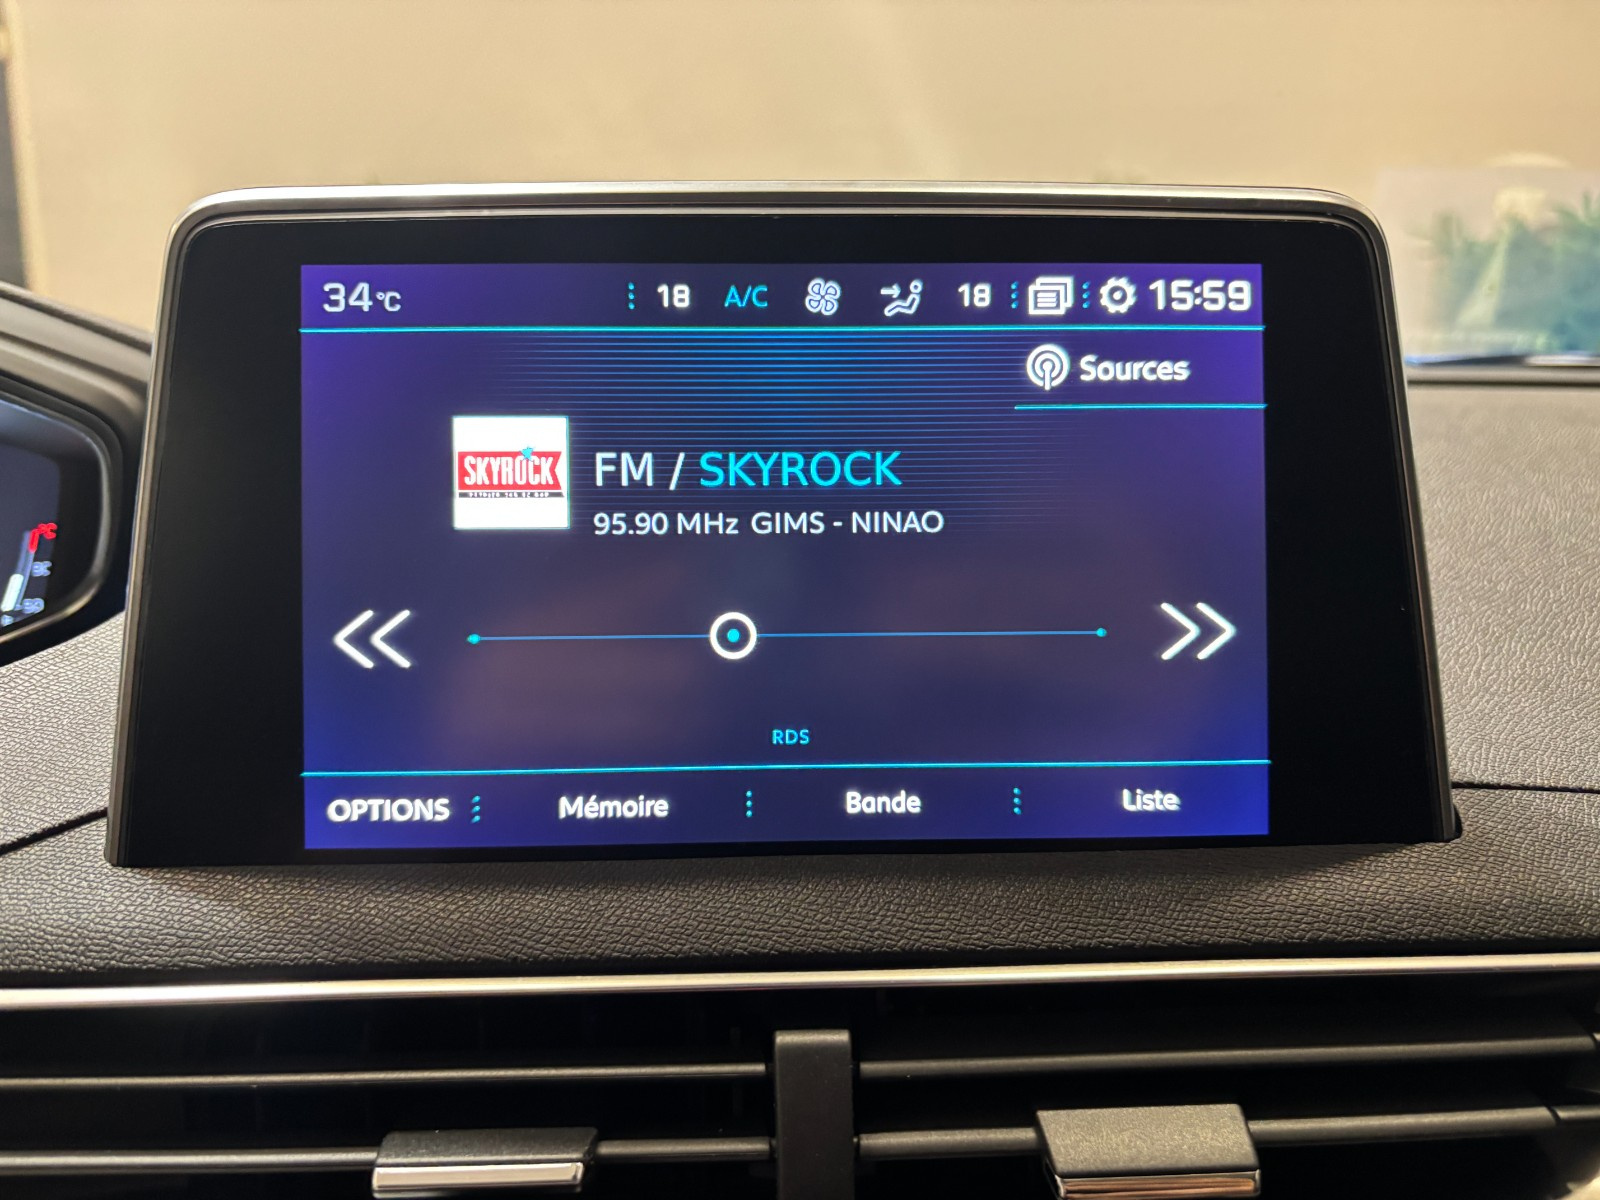 34°C 18 A/C 18 15:59
Sources
SKYROCK
FM / SKYROCK
95.90 MHz GIMS - NINAO
RDS
OPTIONS Mémoire Bande Liste
°C
90